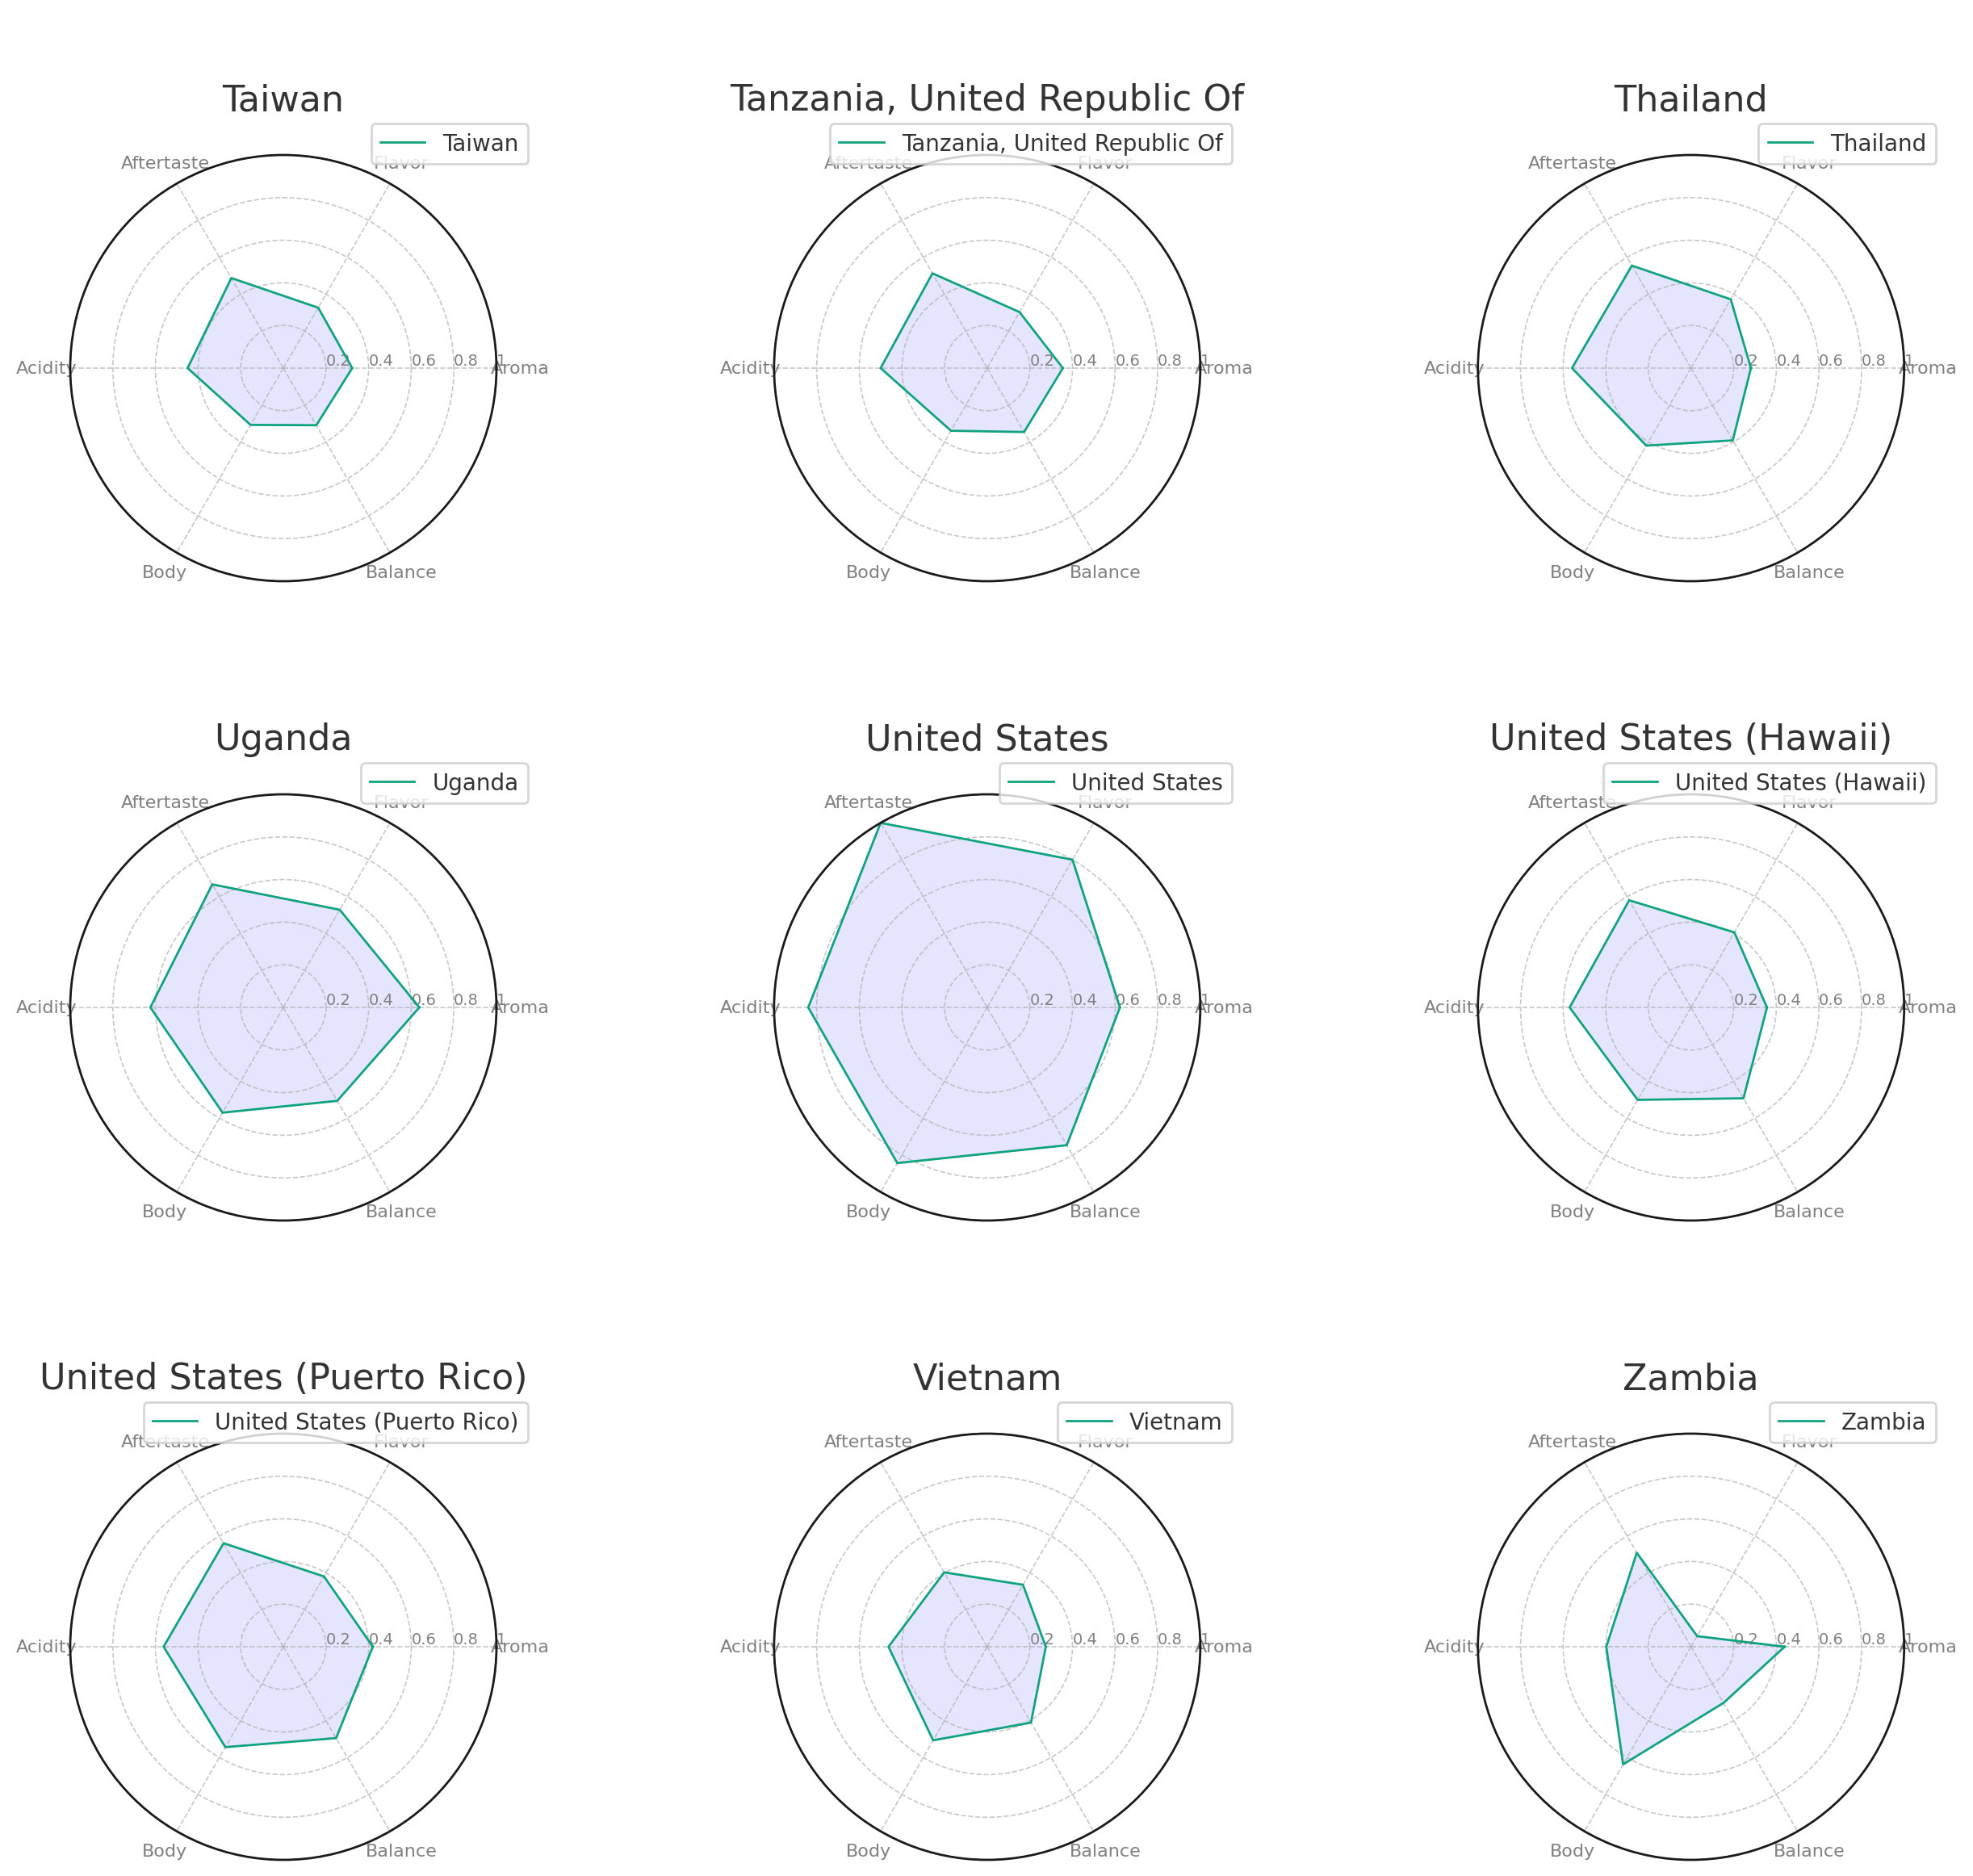 Taiwan
Taiwan
Aftertaste
Flavor
Acidity
0.2
0.4
0.6
0.8
1
Aroma
Body
Balance
Tanzania, United Republic Of
Tanzania, United Republic Of
Aftertaste
Flavor
Acidity
0.2
0.4
0.6
0.8
1
Aroma
Body
Balance
Thailand
Thailand
Aftertaste
Flavor
Acidity
0.2
0.4
0.6
0.8
1
Aroma
Body
Balance
Uganda
Uganda
Aftertaste
Flavor
Acidity
0.2
0.4
0.6
0.8
1
Aroma
Body
Balance
United States
United States
Aftertaste
Flavor
Acidity
0.2
0.4
0.6
0.8
1
Aroma
Body
Balance
United States (Hawaii)
United States (Hawaii)
Aftertaste
Flavor
Acidity
0.2
0.4
0.6
0.8
1
Aroma
Body
Balance
United States (Puerto Rico)
United States (Puerto Rico)
Aftertaste
Flavor
Acidity
0.2
0.4
0.6
0.8
1
Aroma
Body
Balance
Vietnam
Vietnam
Aftertaste
Flavor
Acidity
0.2
0.4
0.6
0.8
1
Aroma
Body
Balance
Zambia
Zambia
Aftertaste
Flavor
Acidity
0.2
0.4
0.6
0.8
1
Aroma
Body
Balance